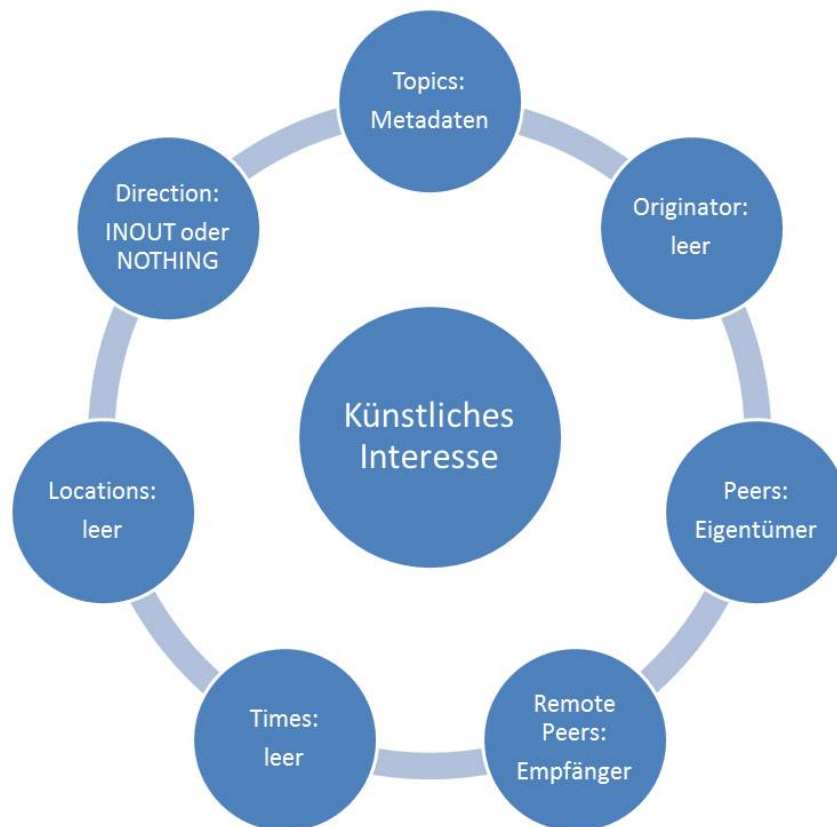 Topics:
Metadaten
Originator:
leer
Peers:
Eigentümer
Remote
Peers:
Empfänger
Times:
leer
Locations:
leer
Direction:
INOUT oder
NOTHING
Künstliches
Interesse